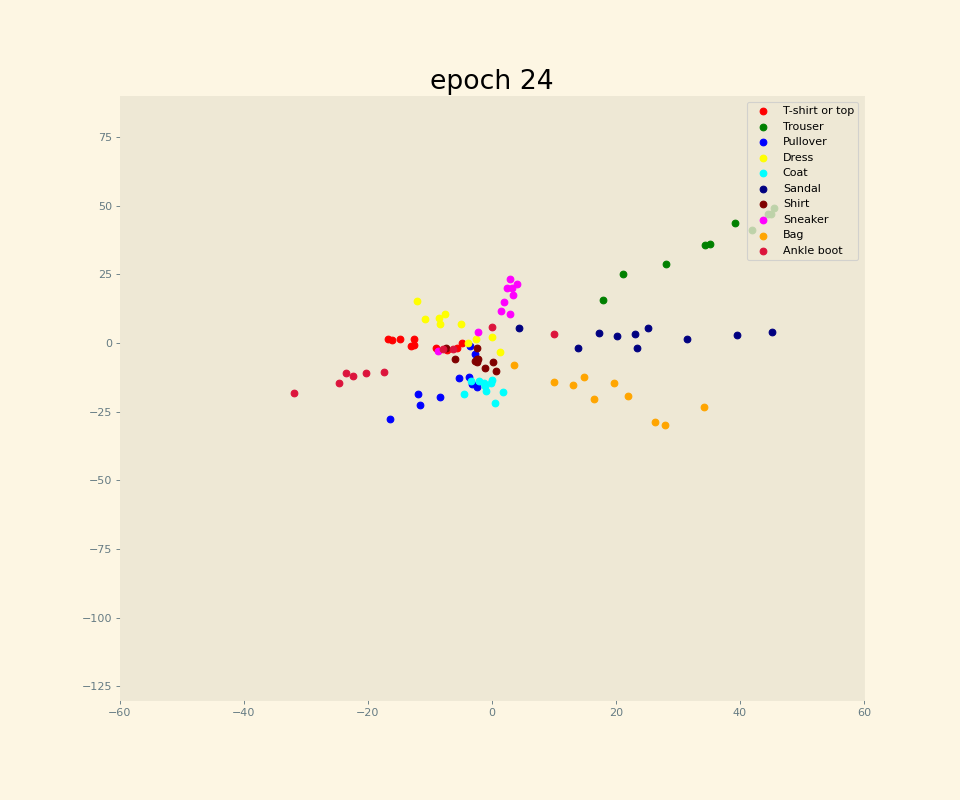 epoch 24
75
50
25
0
−25
−50
−75
−100
−125
−60
−40
−20
0
20
40
60
T-shirt or top
Trouser
Pullover
Dress
Coat
Sandal
Shirt
Sneaker
Bag
Ankle boot